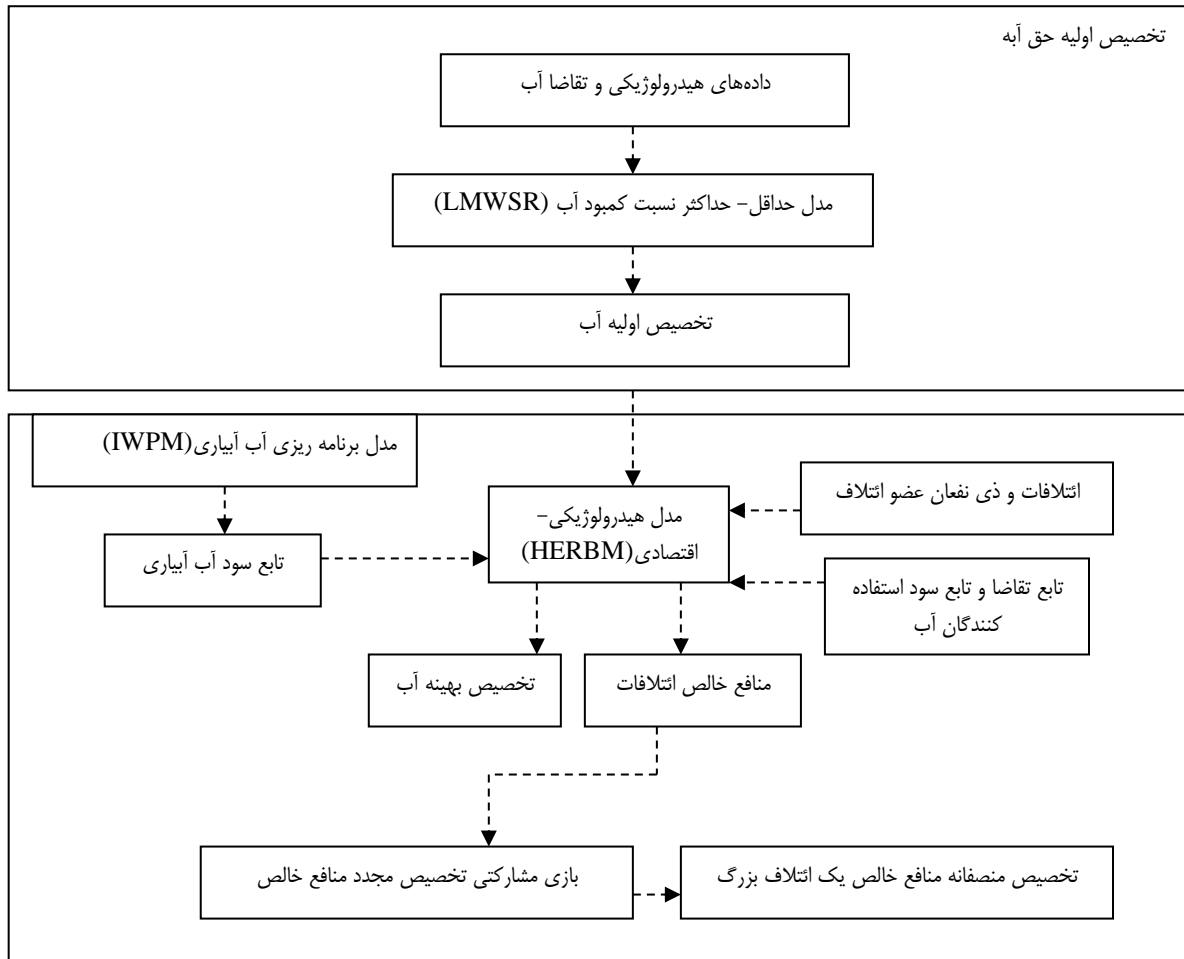 تخصیص اولیه حق آبه
داده‌های هیدرولوژیکی و تقاضا آب
مدل حداقل- حداکثر نسبت کمبود آب (LMWSR)
تخصیص اولیه آب
مدل برنامه ریزی آب آبیاری(IWPM)
ائتلافات و ذی نفعان عضو ائتلاف
مدل هیدرولوژیکی-
اقتصادی(HERBM)
تابع سود آب آبیاری
تابع تقاضا و تابع سود استفاده
کنندگان آب
منافع خالص ائتلافات
تخصیص بهینه آب
بازی مشارکتی تخصیص مجدد منافع خالص
تخصیص منصفانه منافع خالص یک ائتلاف بزرگ